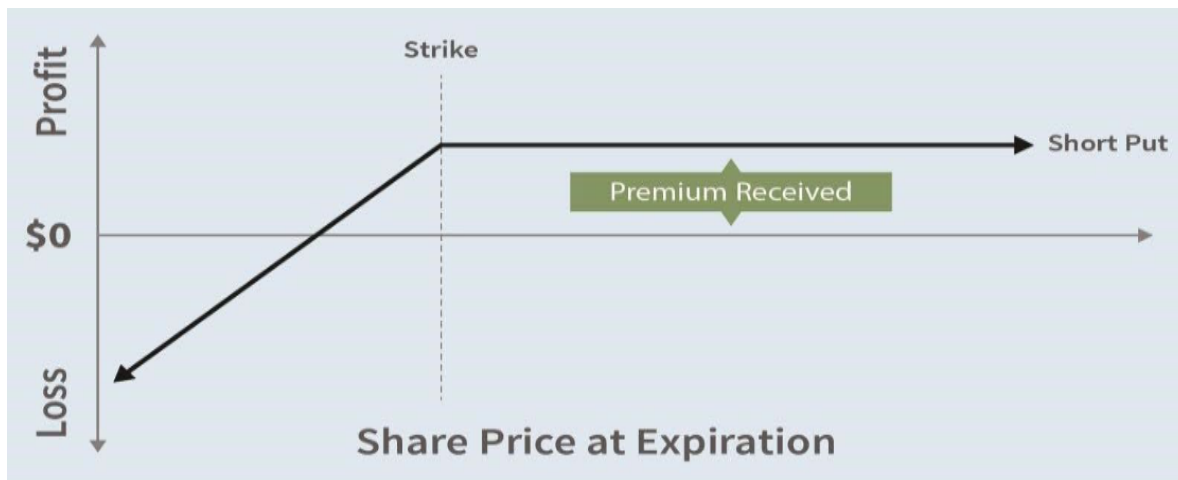 Profit
Strike
Short Put
Premium Received
$0
Loss
Share Price at Expiration